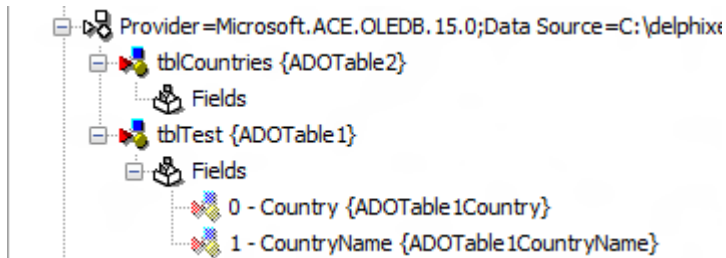 Provider=Microsoft.ACE.OLEDB.15.0;Data Source=C:\delphixe
tblCountries {ADOTable2}
Fields
tblTest {ADOTable1}
Fields
0 - Country {ADOTable1Country}
1 - CountryName {ADOTable1CountryName}